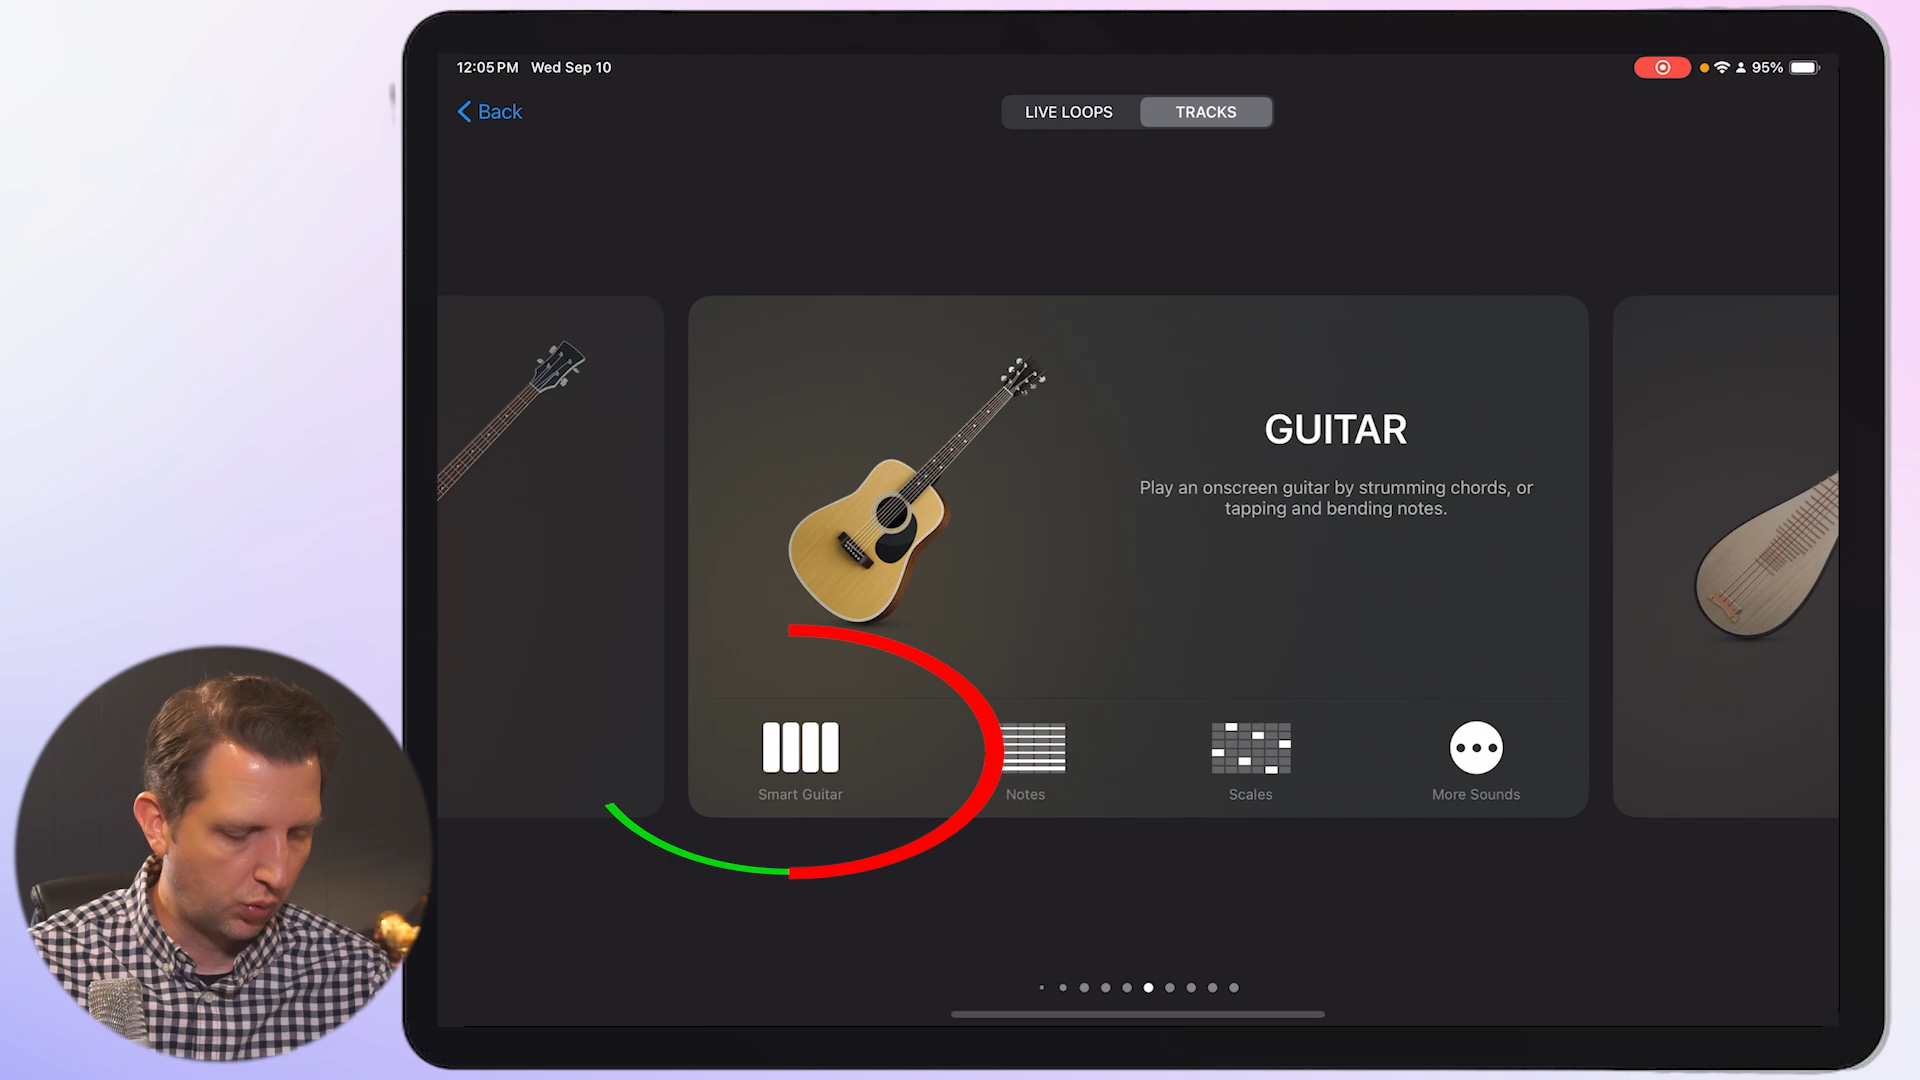 12:05 PM Wed Sep 10
95%
Back
LIVE LOOPS
TRACKS
GUITAR
Play an onscreen guitar by strumming chords, or
tapping and bending notes.
Smart Guitar
Notes
Scales
More Sounds